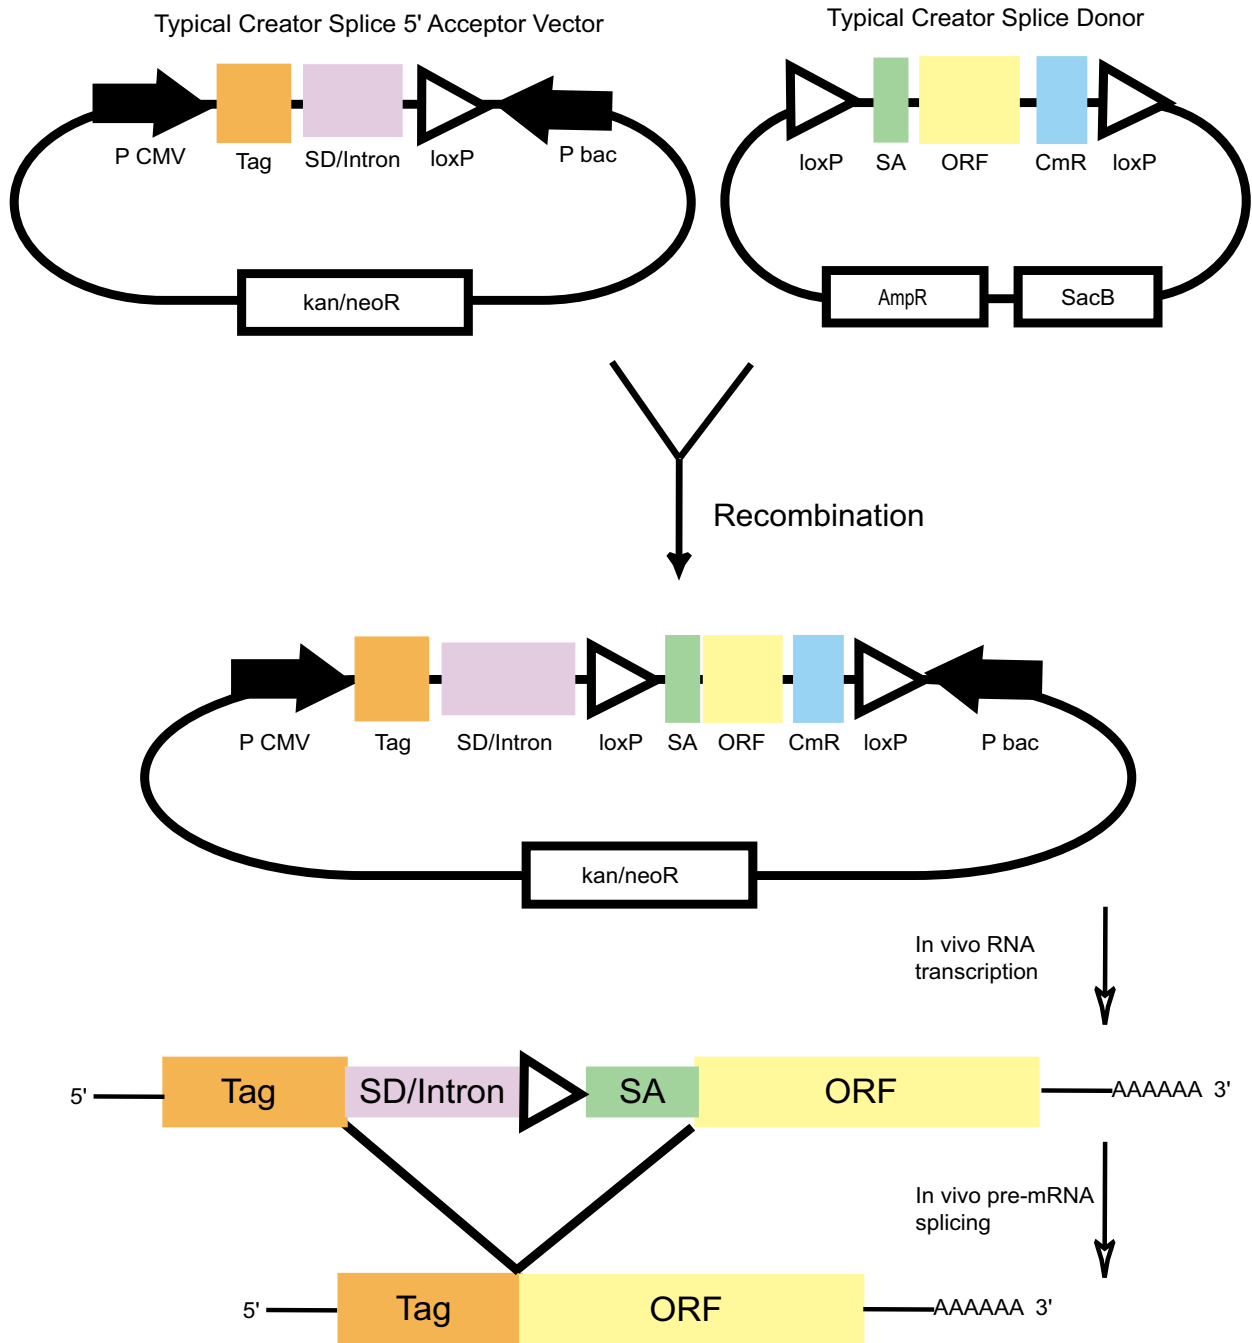 Typical Creator Splice 5' Acceptor Vector
Typical Creator Splice Donor
P CMV
Tag
SD/Intron
loxP
P bac
loxP
SA
ORF
CmR
loxP
kan/neoR
AmpR
SacB
Recombination
P CMV
Tag
SD/Intron
loxP
SA
ORF
CmR
loxP
P bac
kan/neoR
In vivo RNA
transcription
5'
Tag
SD/Intron
SA
ORF
AAAAAA 3'
In vivo pre-mRNA
splicing
5'
Tag
ORF
AAAAAA 3'